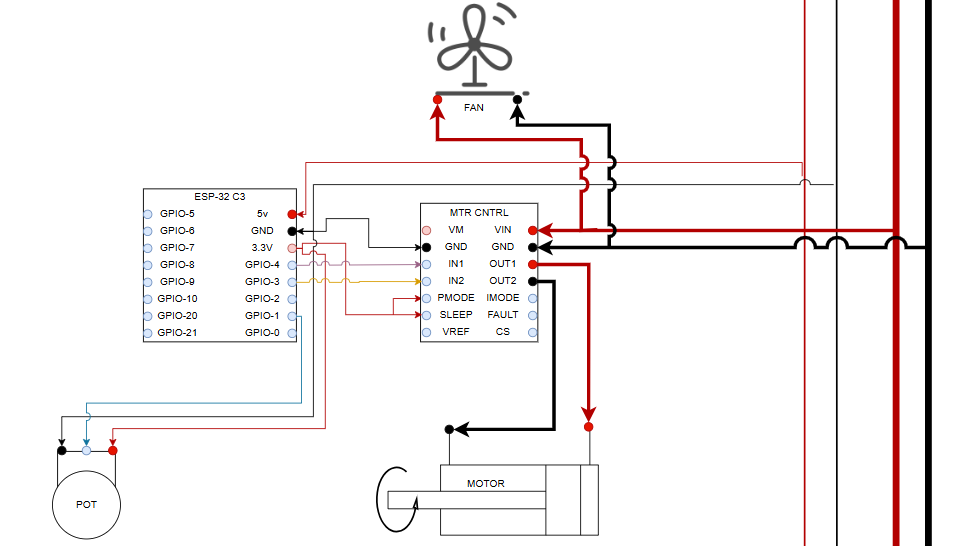 FAN
ESP-32 C3
GPIO-5 5v
GPIO-6 GND
GPIO-7 3.3V
GPIO-8 GPIO-4
GPIO-9 GPIO-3
GPIO-10 GPIO-2
GPIO-20 GPIO-1
GPIO-21 GPIO-0
MTR CNTRL
VM VIN
GND GND
IN1 OUT1
IN2 OUT2
PMODE IMODE
SLEEP FAULT
VREF CS
POT
MOTOR